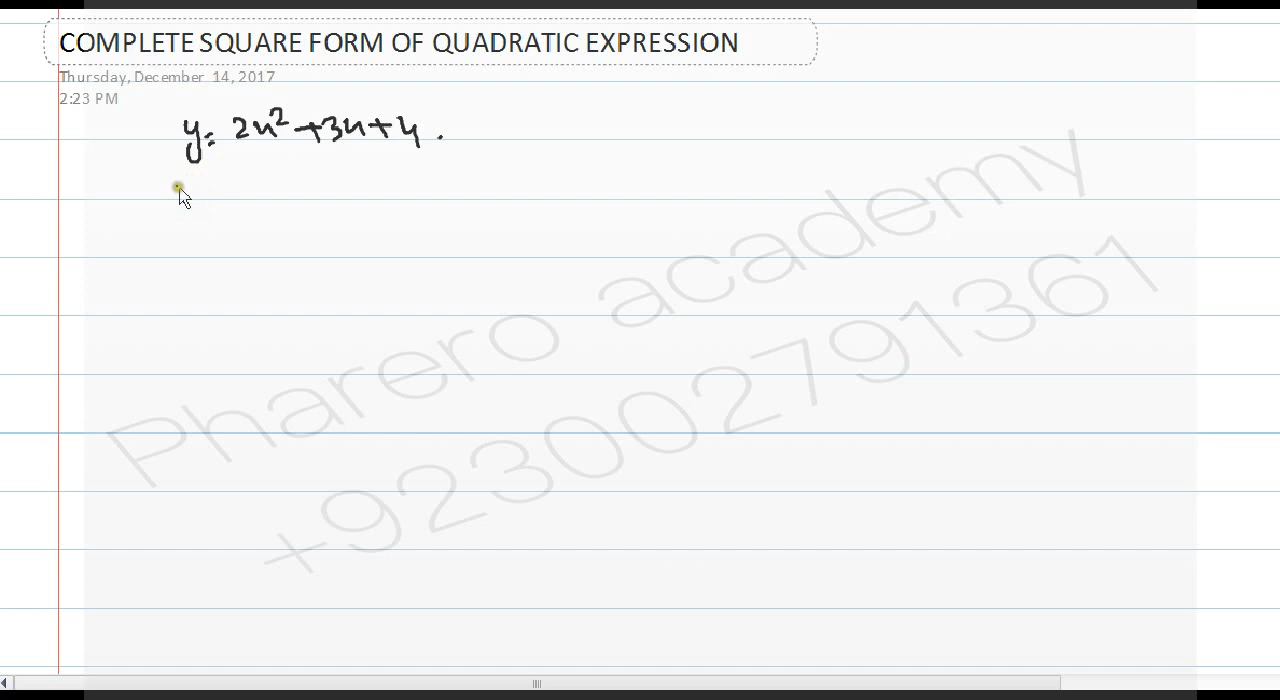 COMPLETE SQUARE FORM OF QUADRATIC EXPRESSION
Thursday, December 14, 2017
2:23 PM
y= 2x² +3x+4.
Pharero academy
+923002791361